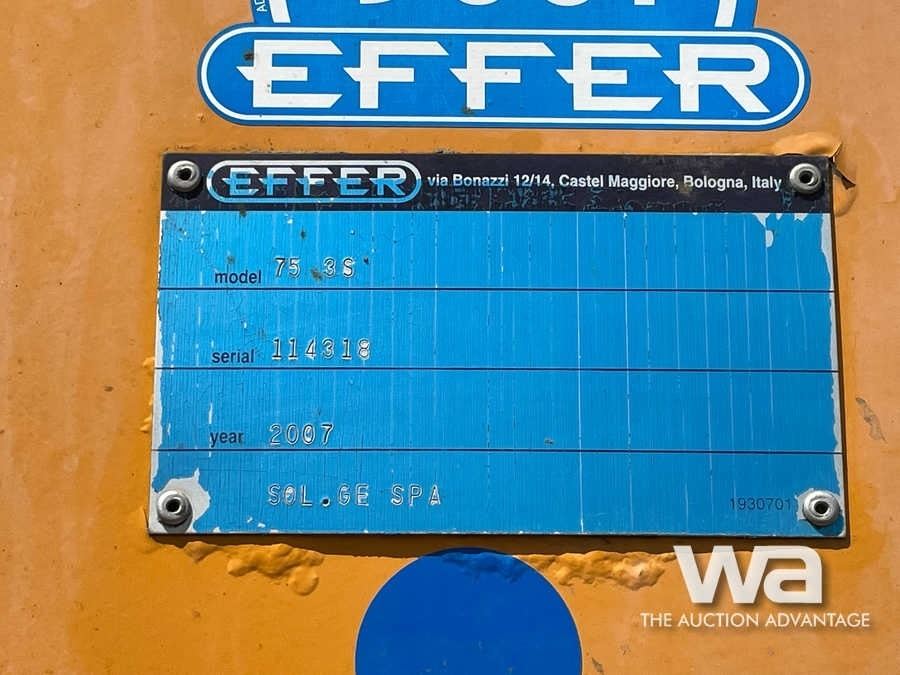 EFFER
EFFER via Bonazzi 12/14, Castel Maggiore, Bologna, Italy
model 75 3S
serial 114318
year 2007
SOL.GE SPA
1930701
wa
THE AUCTION ADVANTAGE